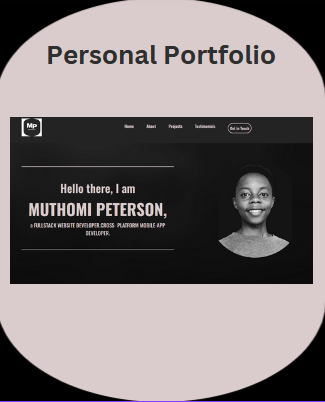 Personal Portfolio
MP
Home About Projects Testimonials Get In Touch
Hello there, I am
MUTHOMI PETERSON,
a FULLSTACK WEBSITE DEVELOPER,CROSS- PLATFORM MOBILE APP
DEVELOPER.